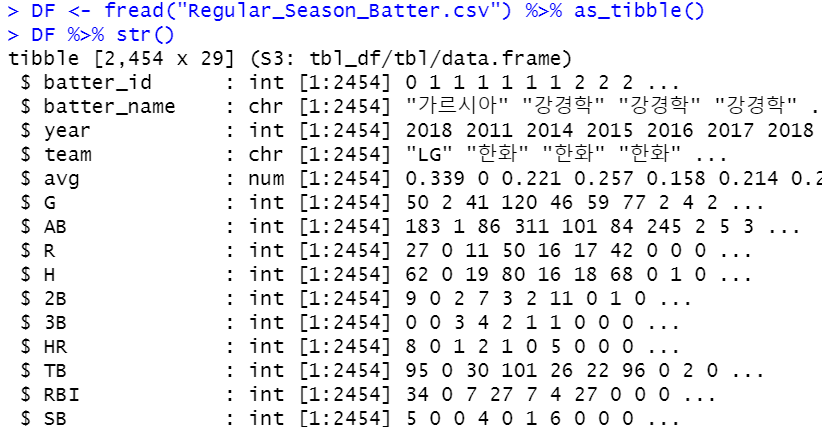 > DF <- fread("Regular_Season_Batter.csv") %>% as_tibble()
> DF %>% str()
tibble [2,454 x 29] (S3: tbl_df/tbl/data.frame)
$ batter_id : int [1:2454] 0 1 1 1 1 1 1 2 2 2 ...
$ batter_name : chr [1:2454] "가르시아" "강경학" "강경학" "강경학" .
$ year : int [1:2454] 2018 2011 2014 2015 2016 2017 2018
$ team : chr [1:2454] "LG" "한화" "한화" "한화" ...
$ avg : num [1:2454] 0.339 0 0.221 0.257 0.158 0.214 0.2
$ G : int [1:2454] 50 2 41 120 46 59 77 2 4 2 ...
$ AB : int [1:2454] 183 1 86 311 101 84 245 2 5 3 ...
$ R : int [1:2454] 27 0 11 50 16 17 42 0 0 0 ...
$ H : int [1:2454] 62 0 19 80 16 18 68 0 1 0 ...
$ 2B : int [1:2454] 9 0 2 7 3 2 11 0 1 0 ...
$ 3B : int [1:2454] 0 0 3 4 2 1 1 0 0 0 ...
$ HR : int [1:2454] 8 0 1 2 1 0 5 0 0 0 ...
$ TB : int [1:2454] 95 0 30 101 26 22 96 0 2 0 ...
$ RBI : int [1:2454] 34 0 7 27 7 4 27 0 0 0 ...
$ SB : int [1:2454] 5 0 0 4 0 1 6 0 0 0 ...